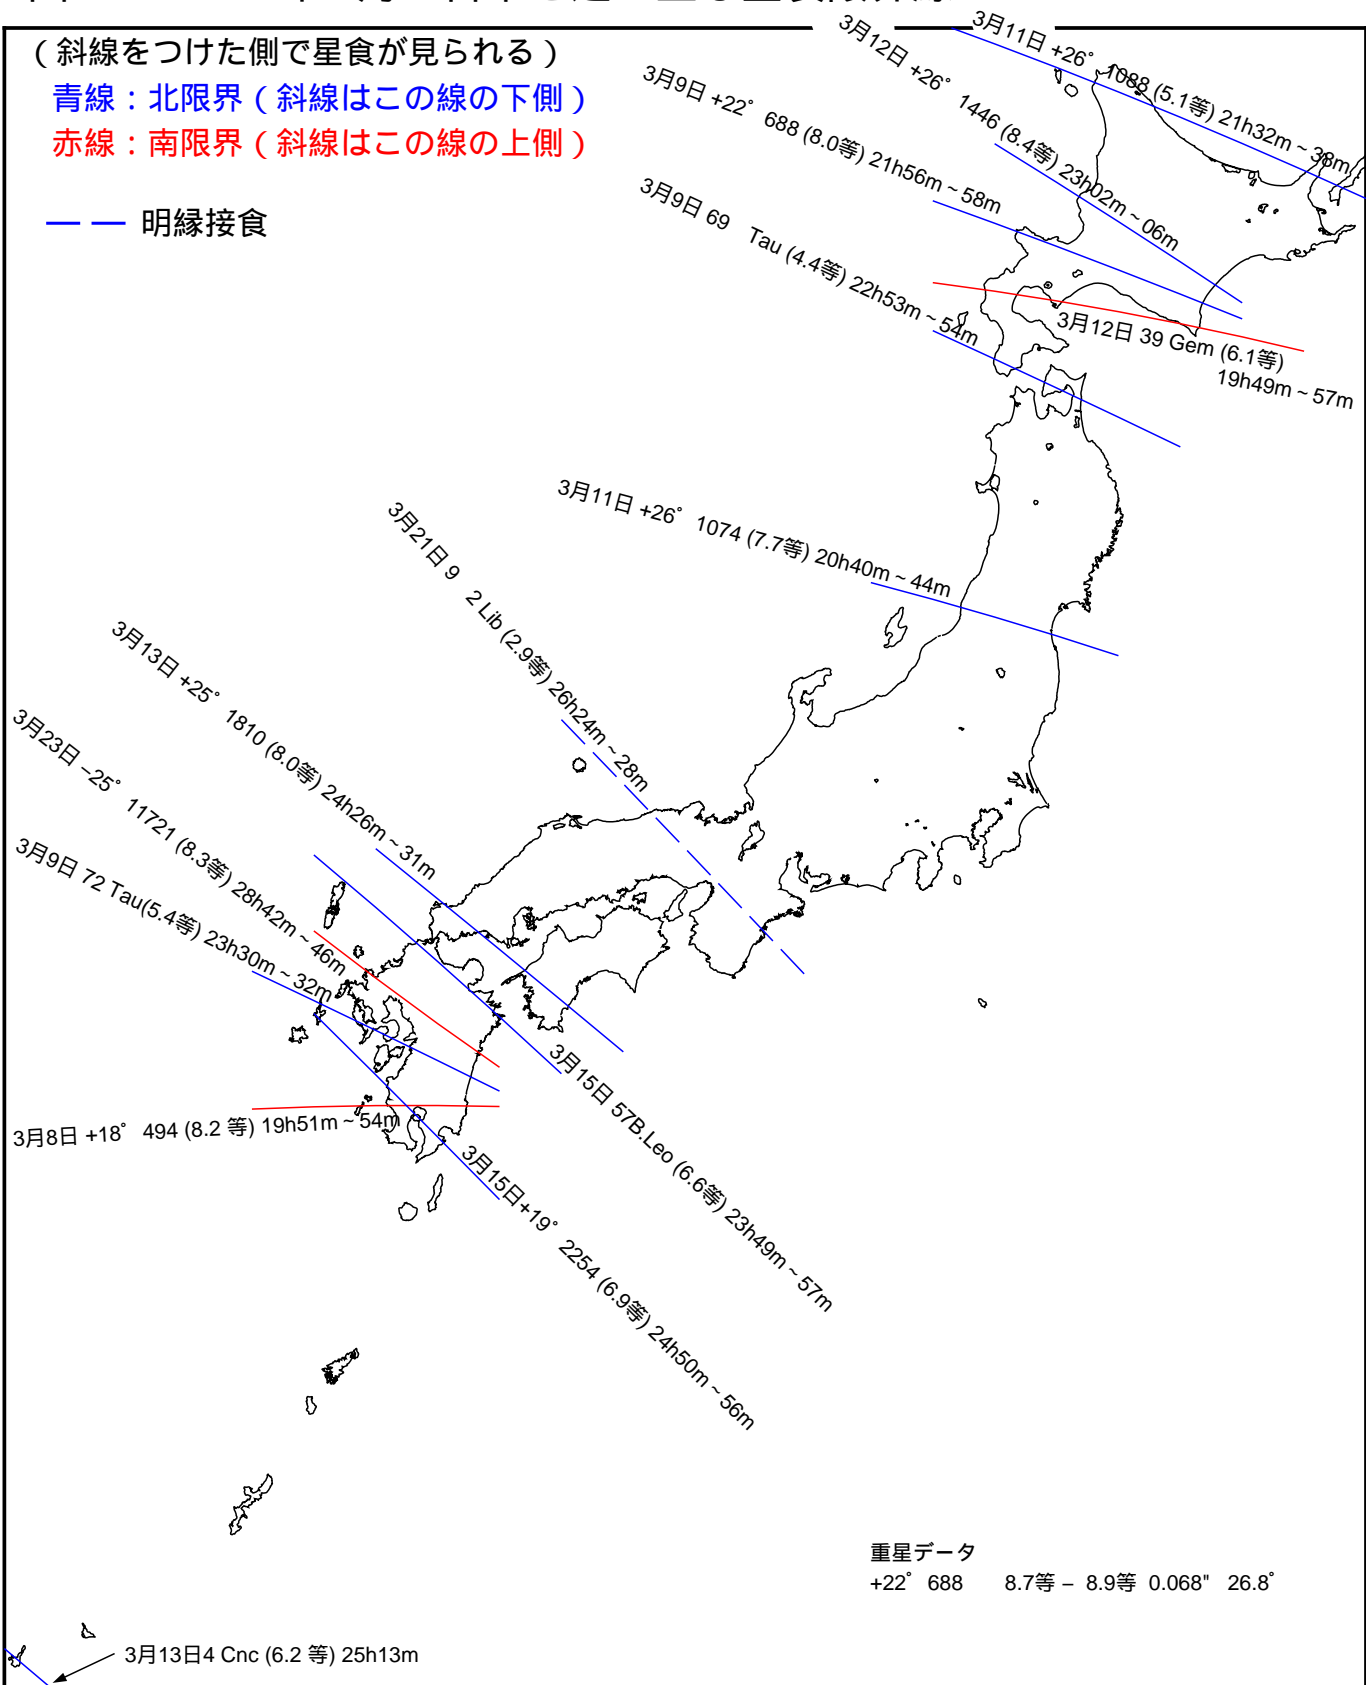 (斜線をつけた側で星食が見られる)
青線:北限界(斜線はこの線の下側)
赤線:南限界(斜線はこの線の上側)
明縁接食
3月11日 +26° 1088 (5.1等) 21h32m ~ 38m
3月12日 +26° 1446 (8.4等) 23h02m ~ 06m
3月9日 +22° 688 (8.0等) 21h56m ~ 58m
3月9日 69 Tau (4.4等) 22h53m ~ 54m
3月12日 39 Gem (6.1等)
19h49m ~ 57m
3月11日 +26° 1074 (7.7等) 20h40m ~ 44m
3月21日 9 2 Lib (2.9等) 26h24m ~ 28m
3月13日 +25° 1810 (8.0等) 24h26m ~ 31m
3月23日 −25° 11721 (8.3等) 28h42m ~ 46m
3月9日 72 Tau(5.4等) 23h30m ~ 32m
3月8日 +18° 494 (8.2 等) 19h51m ~ 54m
3月15日 57B.Leo (6.6等) 23h49m ~ 57m
3月15日+19° 2254 (6.9等) 24h50m ~ 56m
重星データ
+22° 688 8.7等 – 8.9等 0.068" 26.8°
3月13日4 Cnc (6.2 等) 25h13m